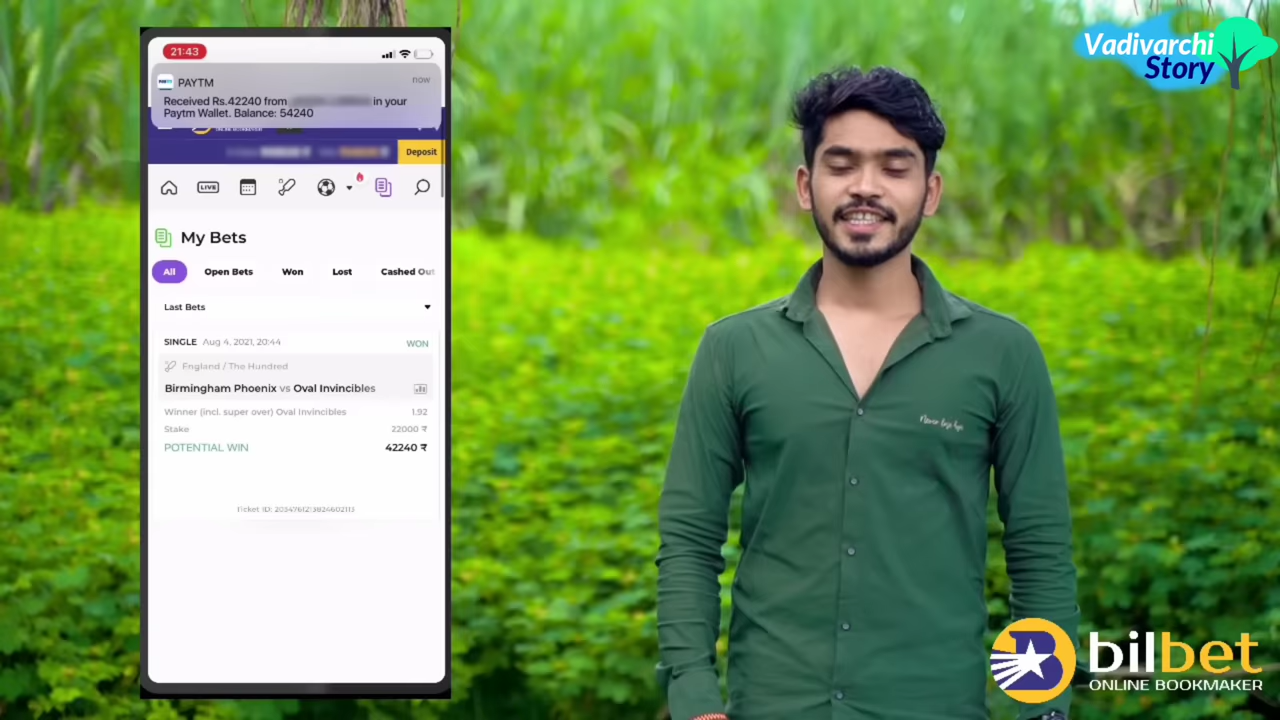 21:43
PAYTM
now
Received Rs.42240 from in your
Paytm Wallet. Balance: 54240
Deposit
LIVE
My Bets
All Open Bets Won Lost Cashed Out
Last Bets
SINGLE Aug 4, 2021, 20:44 WON
England / The Hundred
Birmingham Phoenix vs Oval Invincibles
Winner (incl. super over) Oval Invincibles 1.92
Stake 22000 ₹
POTENTIAL WIN 42240 ₹
Vadivarchi
Story
bilbet
ONLINE BOOKMAKER